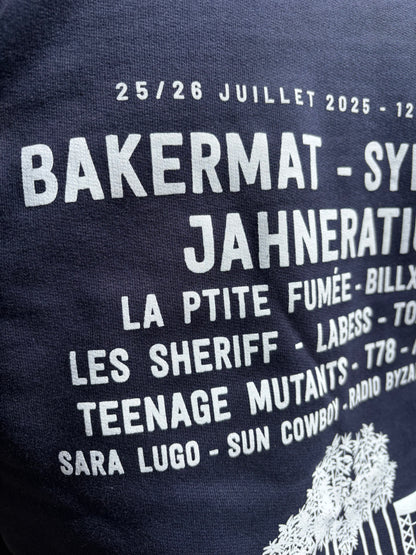 25/26 JUILLET 2025 - 12
BAKERMAT - SY
JAHNERATI
LA PTITE FUMÉE - BILLX
LES SHERIFF - LABESS - TO
TEENAGE MUTANTS - T78 -
SARA LUGO - SUN COWBOY - RADIO BYZA